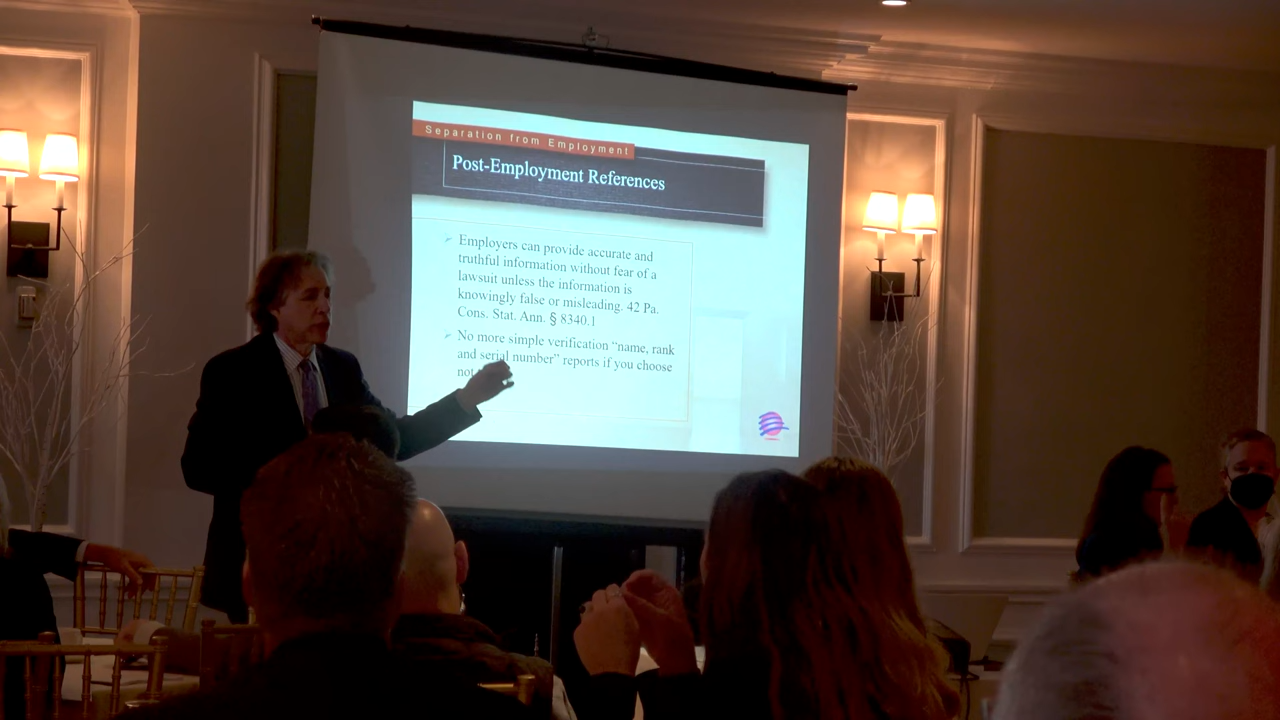 Separation from Employment
Post-Employment References
Employers can provide accurate and
truthful information without fear of a
lawsuit unless the information is
knowingly false or misleading. 42 Pa.
Cons. Stat. Ann. § 8340.1
No more simple verification “name, rank
and serial number” reports if you choose
not